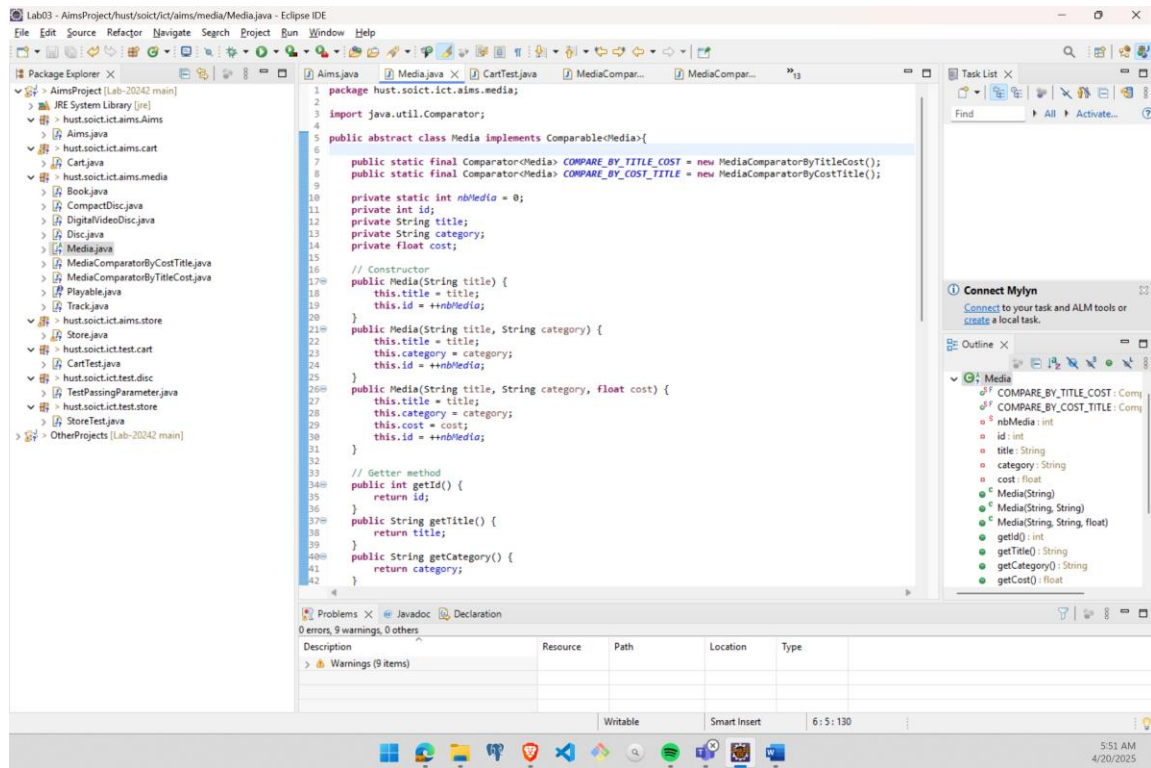 Lab03 - AimsProject/hust/soict/ict/aims/media/Media.java - Eclipse IDE
File Edit Source Refactor Navigate Search Project Run Window Help
Package Explorer
AimsProject [Lab-20242 main]
JRE System Library [jre]
> hust.soict.ict.aims.Aims
Aims.java
> hust.soict.ict.aims.cart
Cart.java
> hust.soict.ict.aims.media
Book.java
CompactDisc.java
DigitalVideoDisc.java
Disc.java
Media.java
MediaComparatorByCostTitle.java
MediaComparatorByTitleCost.java
Playable.java
Track.java
> hust.soict.ict.aims.store
Store.java
> hust.soict.ict.test.cart
CartTest.java
> hust.soict.ict.test.disc
TestPassingParameter.java
> hust.soict.ict.test.store
StoreTest.java
> OtherProjects [Lab-20242 main]
Aims.java Media.java CartTest.java MediaCompar... MediaCompar... »13
1 package hust.soict.ict.aims.media;
2
3 import java.util.Comparator;
4
5 public abstract class Media implements Comparable<Media>{
6
7 public static final Comparator<Media> COMPARE_BY_TITLE_COST = new MediaComparatorByTitleCost();
8 public static final Comparator<Media> COMPARE_BY_COST_TITLE = new MediaComparatorByCostTitle();
9
10 private static int nbMedia = 0;
11 private int id;
12 private String title;
13 private String category;
14 private float cost;
15
16 // Constructor
17 public Media(String title) {
18 this.title = title;
19 this.id = ++nbMedia;
20 }
21 public Media(String title, String category) {
22 this.title = title;
23 this.category = category;
24 this.id = ++nbMedia;
25 }
26 public Media(String title, String category, float cost) {
27 this.title = title;
28 this.category = category;
29 this.cost = cost;
30 this.id = ++nbMedia;
31 }
32
33 // Getter method
34 public int getId() {
35 return id;
36 }
37 public String getTitle() {
38 return title;
39 }
40 public String getCategory() {
41 return category;
42 }
Task List
Find All Activate...
Connect Mylyn
Connect to your task and ALM tools or
create a local task.
Outline
Media
COMPARE_BY_TITLE_COST : Comp
COMPARE_BY_COST_TITLE : Comp
nbMedia : int
id : int
title : String
category : String
cost : float
Media(String)
Media(String, String)
Media(String, String, float)
getId() : int
getTitle() : String
getCategory() : String
getCost() : float
Problems Javadoc Declaration
0 errors, 9 warnings, 0 others
Description Resource Path Location Type
Warnings (9 items)
Writable Smart Insert 6 : 5 : 130
5:51 AM
4/20/2025